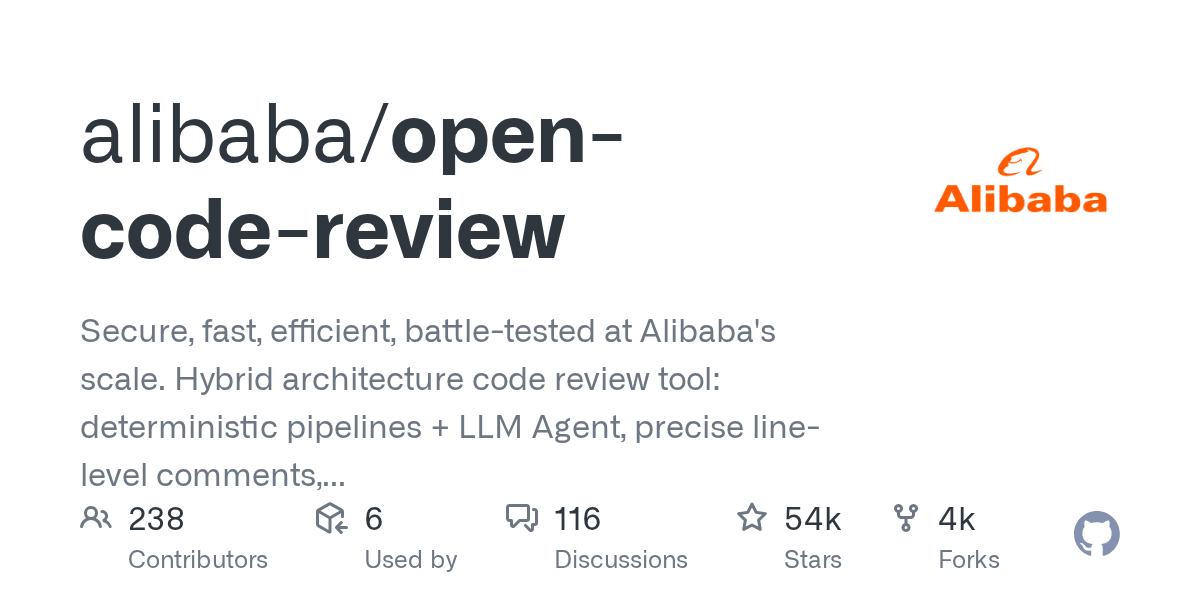 alibaba/open-
code-review
Alibaba
Secure, fast, efficient, battle-tested at Alibaba's
scale. Hybrid architecture code review tool:
deterministic pipelines + LLM Agent, precise line-
level comments,...
238
Contributors
6
Used by
116
Discussions
54k
Stars
4k
Forks